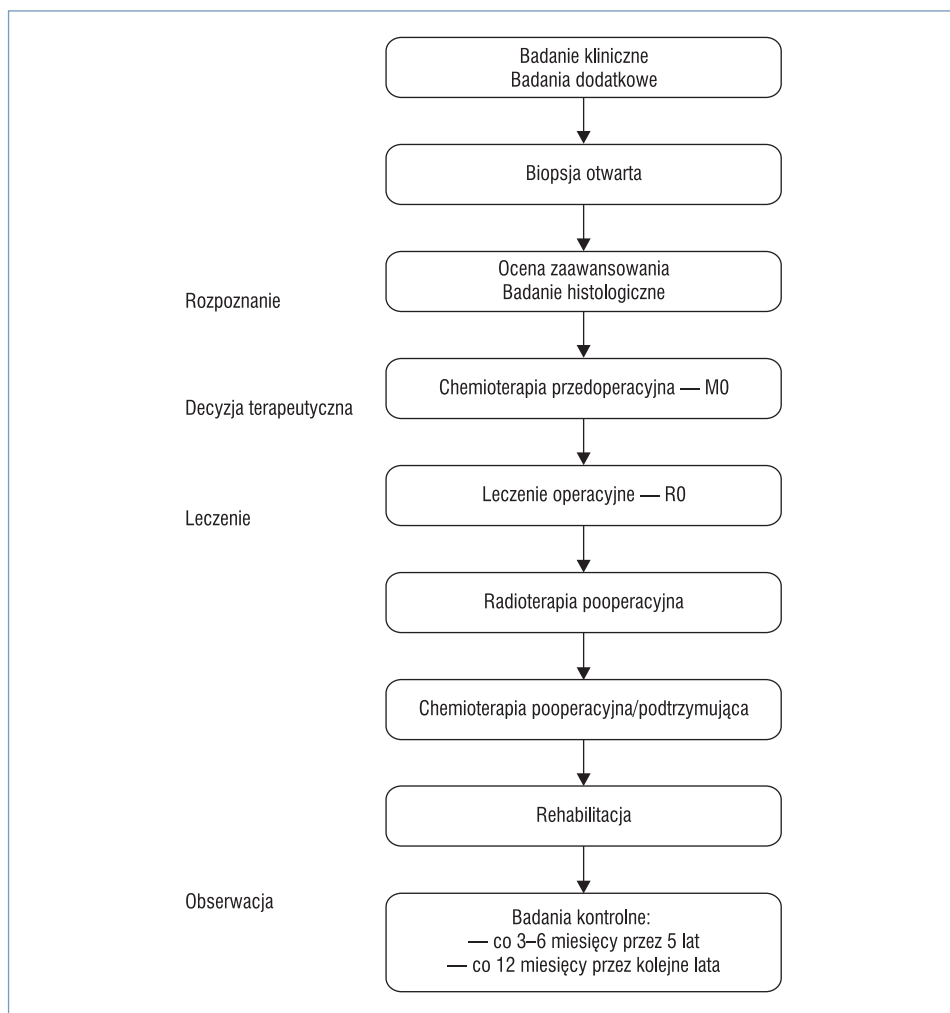 Badanie kliniczne
Badania dodatkowe
Biopsja otwarta
Ocena zaawansowania
Badanie histologiczne
Rozpoznanie
Chemioterapia przedoperacyjna — M0
Decyzja terapeutyczna
Leczenie operacyjne — R0
Leczenie
Radioterapia pooperacyjna
Chemioterapia pooperacyjna/podtrzymująca
Rehabilitacja
Obserwacja
Badania kontrolne:
— co 3–6 miesięcy przez 5 lat
— co 12 miesięcy przez kolejne lata